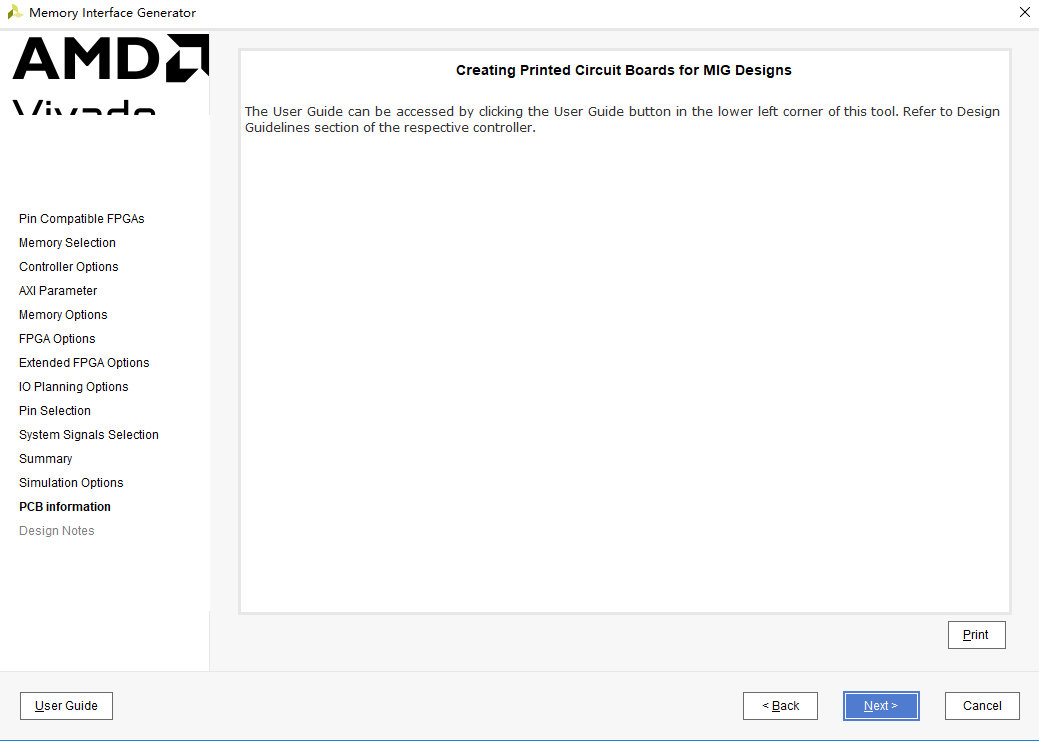 Memory Interface Generator
AMD
Vivado
Pin Compatible FPGAs
Memory Selection
Controller Options
AXI Parameter
Memory Options
FPGA Options
Extended FPGA Options
IO Planning Options
Pin Selection
System Signals Selection
Summary
Simulation Options
PCB information
Design Notes
Creating Printed Circuit Boards for MIG Designs
The User Guide can be accessed by clicking the User Guide button in the lower left corner of this tool. Refer to Design
Guidelines section of the respective controller.
Print
User Guide
< Back
Next >
Cancel